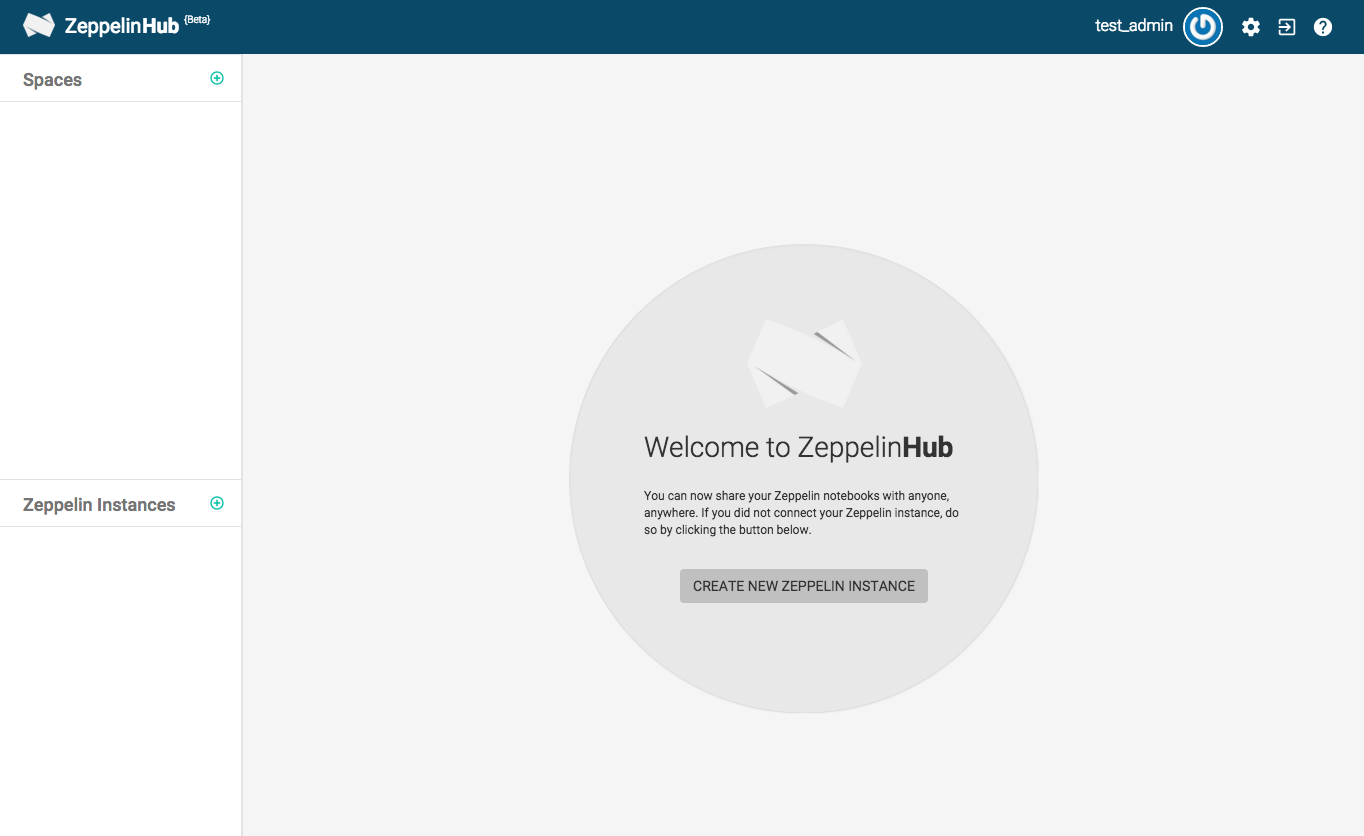 ZeppelinHub {Beta}
test_admin
Spaces
Zeppelin Instances
Welcome to ZeppelinHub
You can now share your Zeppelin notebooks with anyone,
anywhere. If you did not connect your Zeppelin instance, do
so by clicking the button below.
CREATE NEW ZEPPELIN INSTANCE